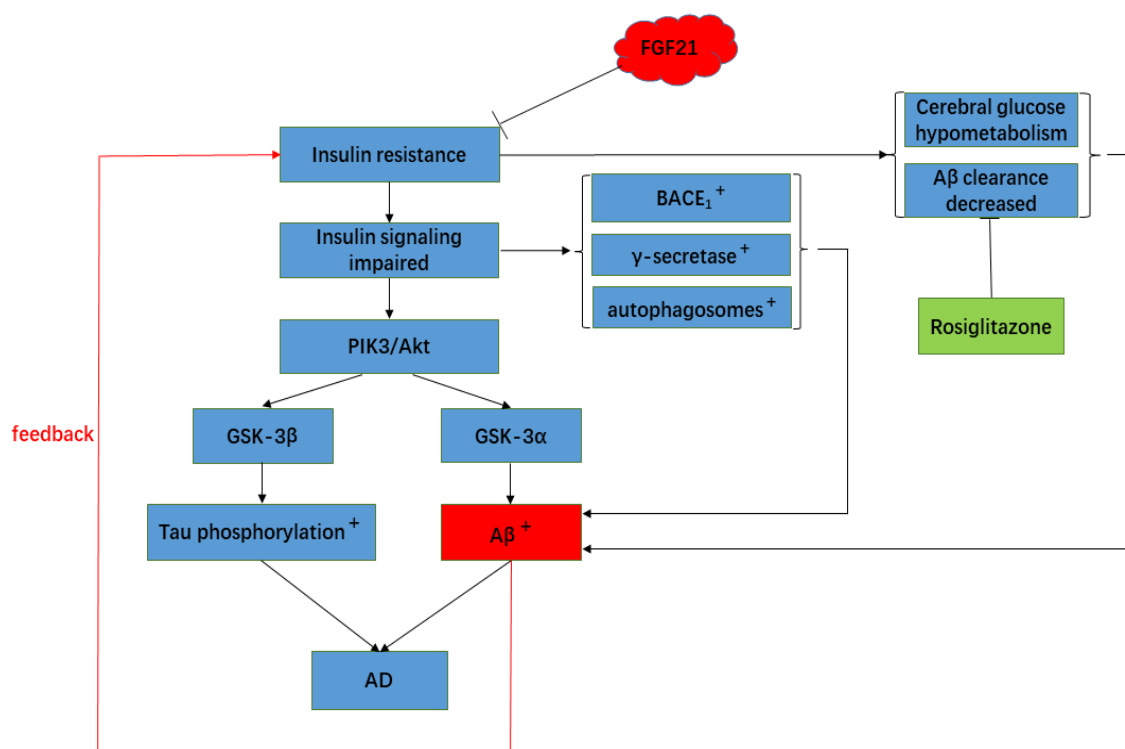 FGF21
Cerebral glucose
hypometabolism
Insulin resistance
Aβ clearance
decreased
BACE₁⁺
Insulin signaling
impaired
γ-secretase⁺
autophagosomes⁺
Rosiglitazone
PIK3/Akt
feedback
GSK-3β
GSK-3α
Tau phosphorylation⁺
Aβ⁺
AD